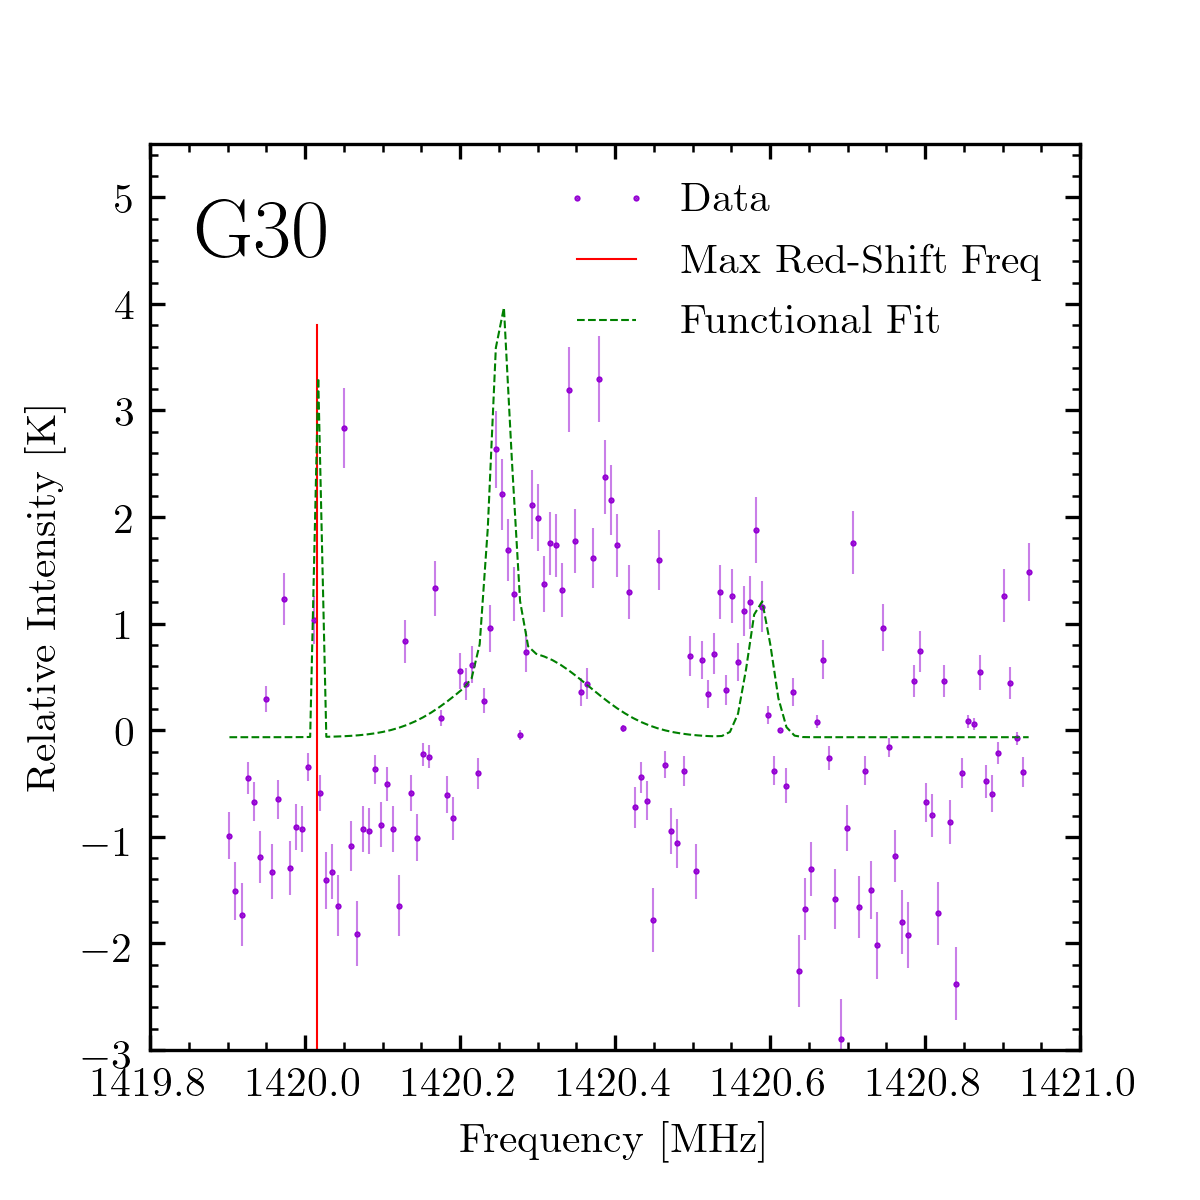 G30
Data
Max Red-Shift Freq
Functional Fit
Relative Intensity [K]
5
4
3
2
1
0
−1
−2
−3
1419.8 1420.0 1420.2 1420.4 1420.6 1420.8 1421.0
Frequency [MHz]